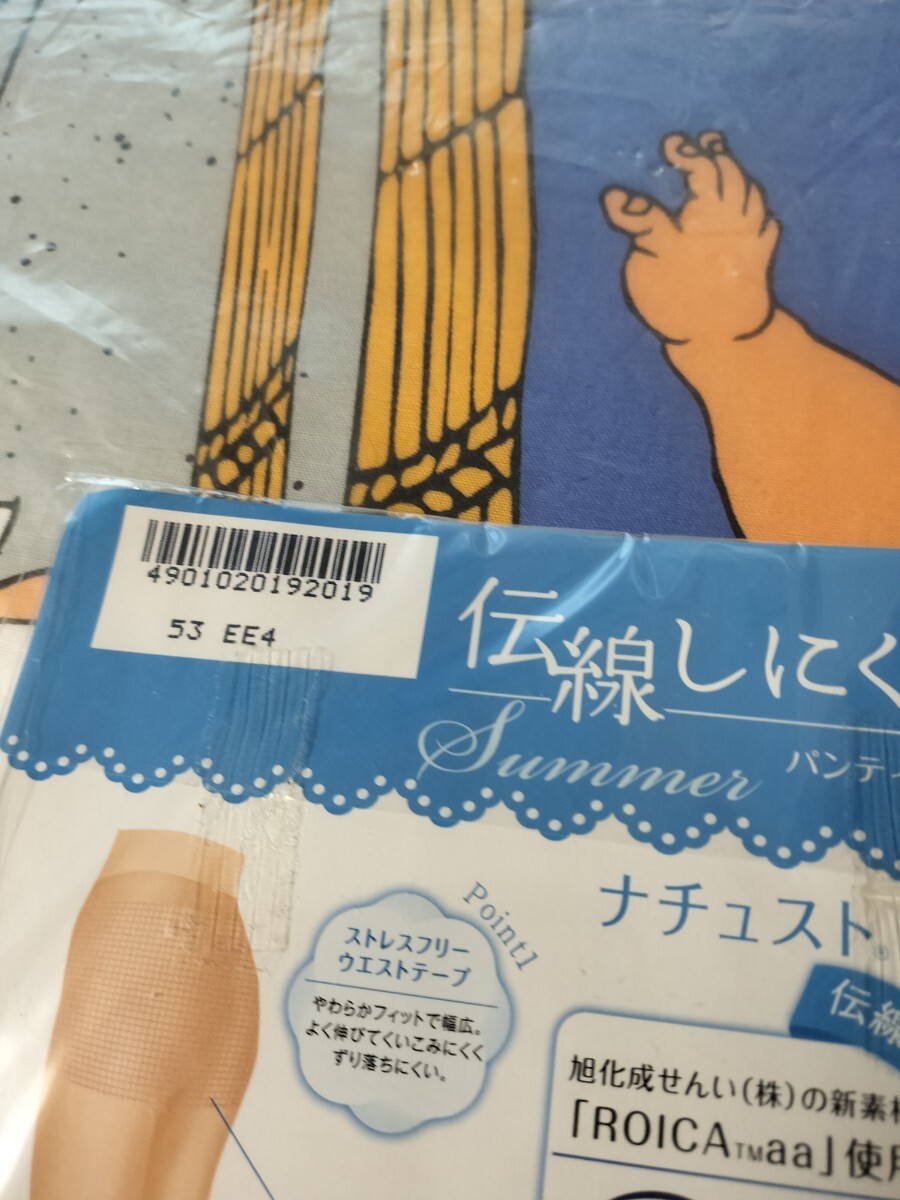 4901020192019
53 EE4
伝線しにく
Summer
パンティ
ナチュスト。
伝線
Point1
ストレスフリー
ウエストテープ
やわらかフィットで幅広。
よく伸びてくいこみにくく
ずり落ちにくい。
旭化成せんい(株)の新素材
「ROICA™aa」使用